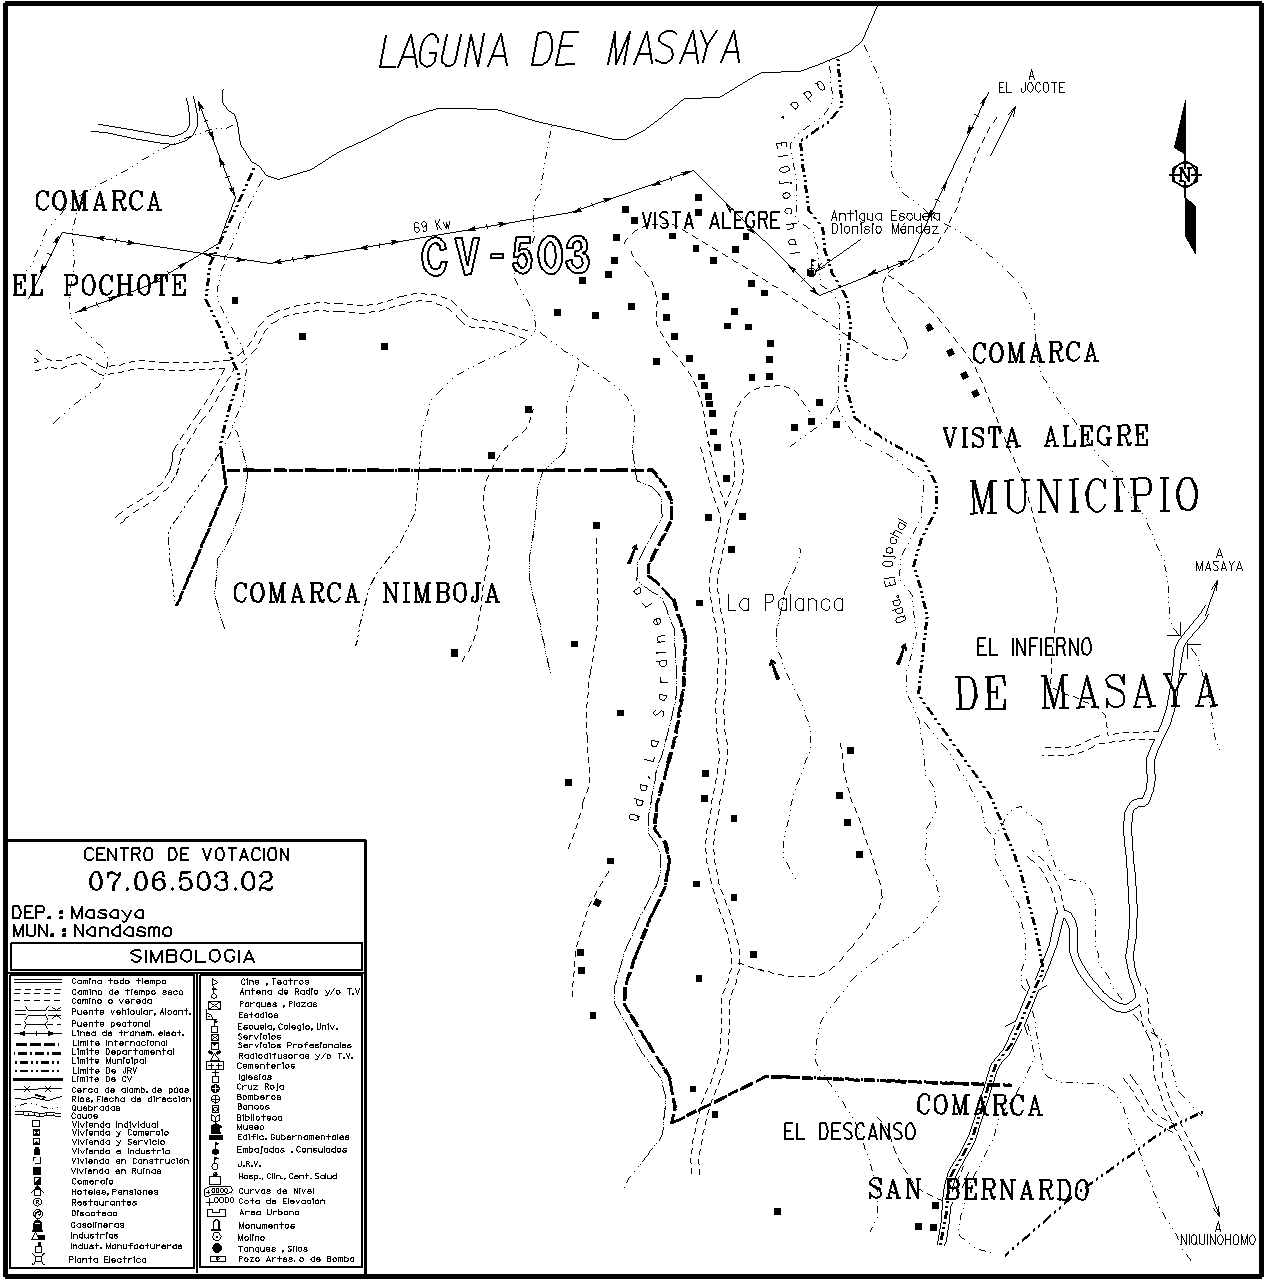 LAGUNA DE MASAYA
A
EL JOCOTE
PPO.
El Ojochal
COMARCA
EL POCHOTE
69 Kw
CV-503
VISTA ALEGRE
Antigua Escuela
Dionisio Méndez
N
COMARCA
VISTA ALEGRE
MUNICIPIO
Qda. El Ojochal
A
MASAYA
COMARCA NIMBOJA
La Palanca
Qda. La Sardinera
EL INFIERNO
DE MASAYA
COMARCA
EL DESCANSO
SAN BERNARDO
A
NIQUINOHOMO
CENTRO DE VOTACION
07.06.503.02
DEP.: Masaya
MUN.: Nandasmo
SIMBOLOGIA
Camino todo tiempo
Camino de tiempo seco
Camino o vereda
Puente vehicular, Alcant.
Puente peatonal
Linea de transm. elect.
Limite Internacional
Limite Departamental
Limite Municipal
Limite De JRV
Limite De CV
Cerca de alamb. de púas
Rios, Flecha de dirección
Quebradas
Cauce
Vivienda Individual
Vivienda y Comercio
Vivienda y Servicio
Vivienda e Industria
Vivienda en Construción
Vivienda en Ruinas
Comercio
Hoteles, Pensiones
Restaurantes
Discoteca
Gasolineras
Industrias
Indust. Manufactureras
Planta Electrica
Cine , Teatros
Antena de Radio y/o T.V
Parques , Plazas
Estadios
Escuela, Colegio, Univ.
Servicios
Servicios Profesionales
Radiodifusoras y/o T.V.
Cementerios
Iglesias
Cruz Roja
Bomberos
Bancos
Biblioteca
Museo
Edific. Gubernamentales
Embajadas , Consulados
J.R.V.
Hosp., Clin., Cent. Salud
Curvas de Nivel
Cota de Elevación
Area Urbana
Monumentos
Molino
Tanques , Silos
Pozo Artes. o de Bomba